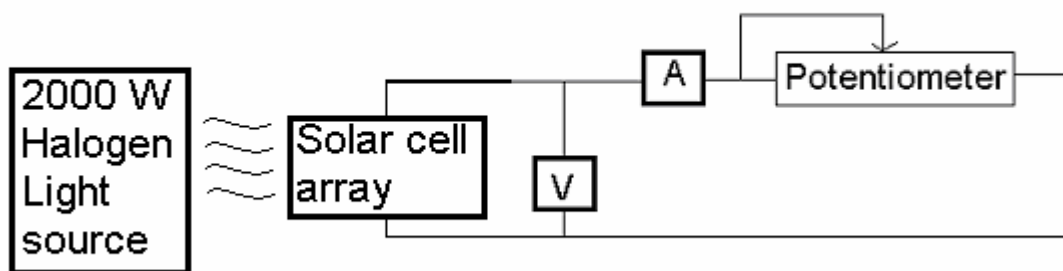 2000 W
Halogen
Light
source
Solar cell
array
V
A
Potentiometer